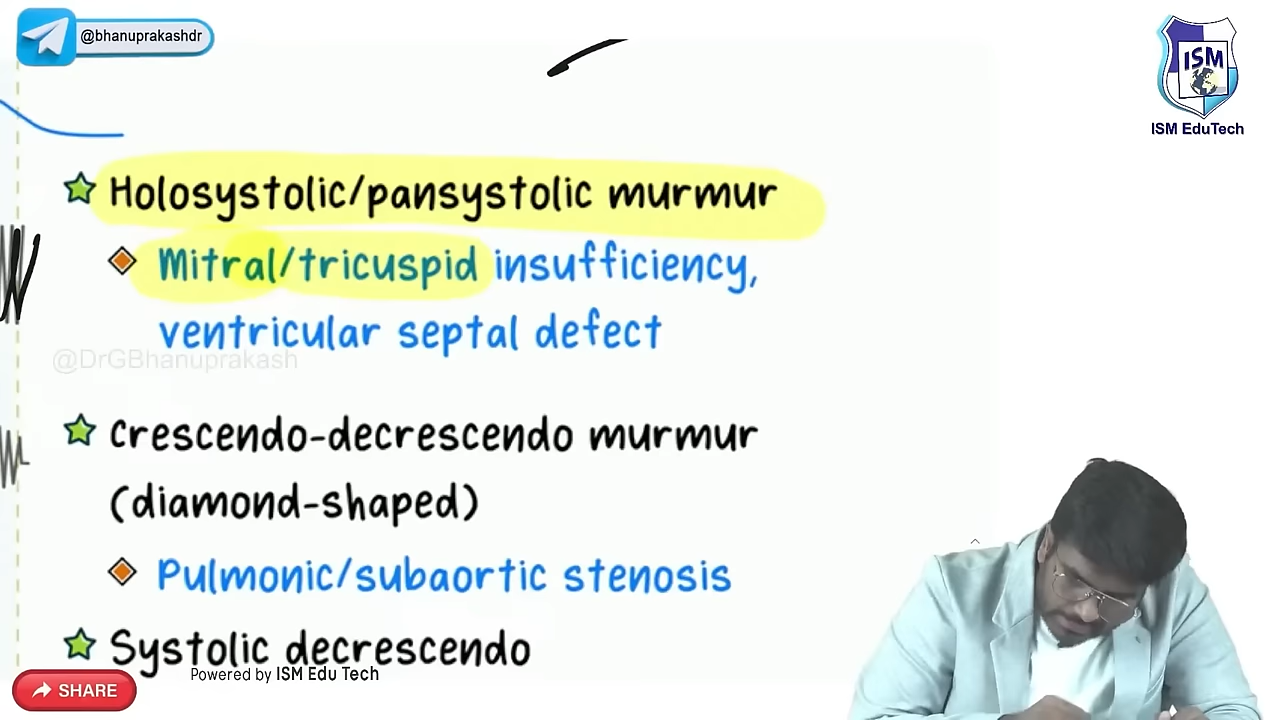 @bhanuprakashdr
ISM
ISM EduTech
Holosystolic/pansystolic murmur
Mitral/tricuspid insufficiency,
ventricular septal defect
@DrGBhanuprakash
Crescendo-decrescendo murmur
(diamond-shaped)
Pulmonic/subaortic stenosis
Systolic decrescendo
Powered by ISM Edu Tech
SHARE